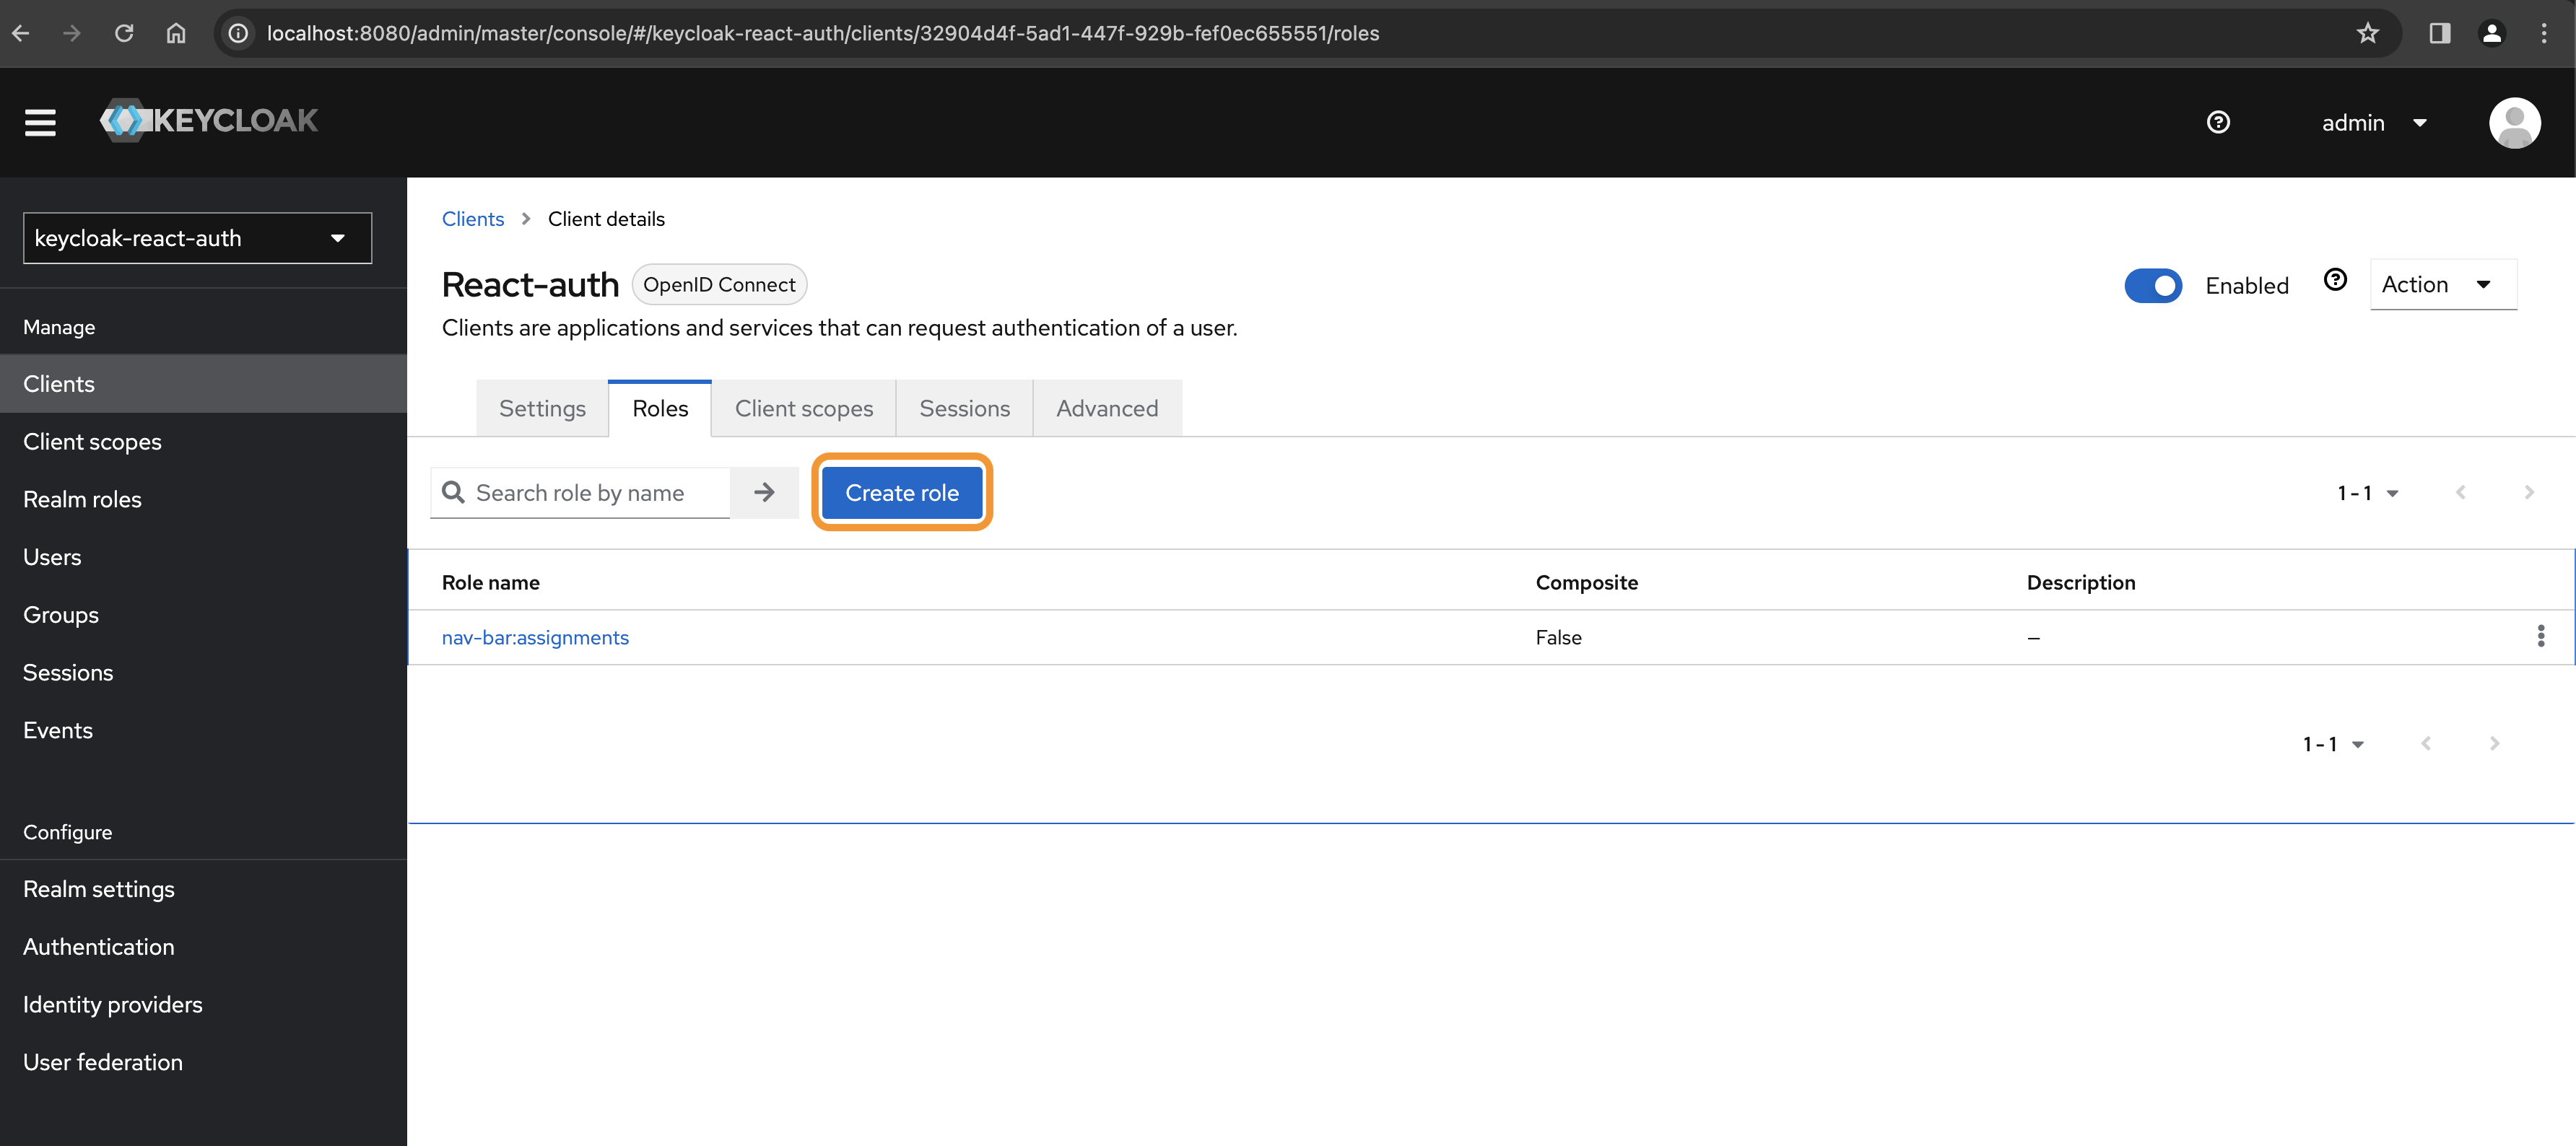 localhost:8080/admin/master/console/#/keycloak-react-auth/clients/32904d4f-5ad1-447f-929b-fef0ec655551/roles
KEYCLOAK
admin
keycloak-react-auth
Manage
Clients
Client scopes
Realm roles
Users
Groups
Sessions
Events
Configure
Realm settings
Authentication
Identity providers
User federation
Clients > Client details
React-auth OpenID Connect
Enabled
Action
Clients are applications and services that can request authentication of a user.
Settings Roles Client scopes Sessions Advanced
Search role by name
Create role
1 - 1
Role name Composite Description
nav-bar:assignments False —
1 - 1